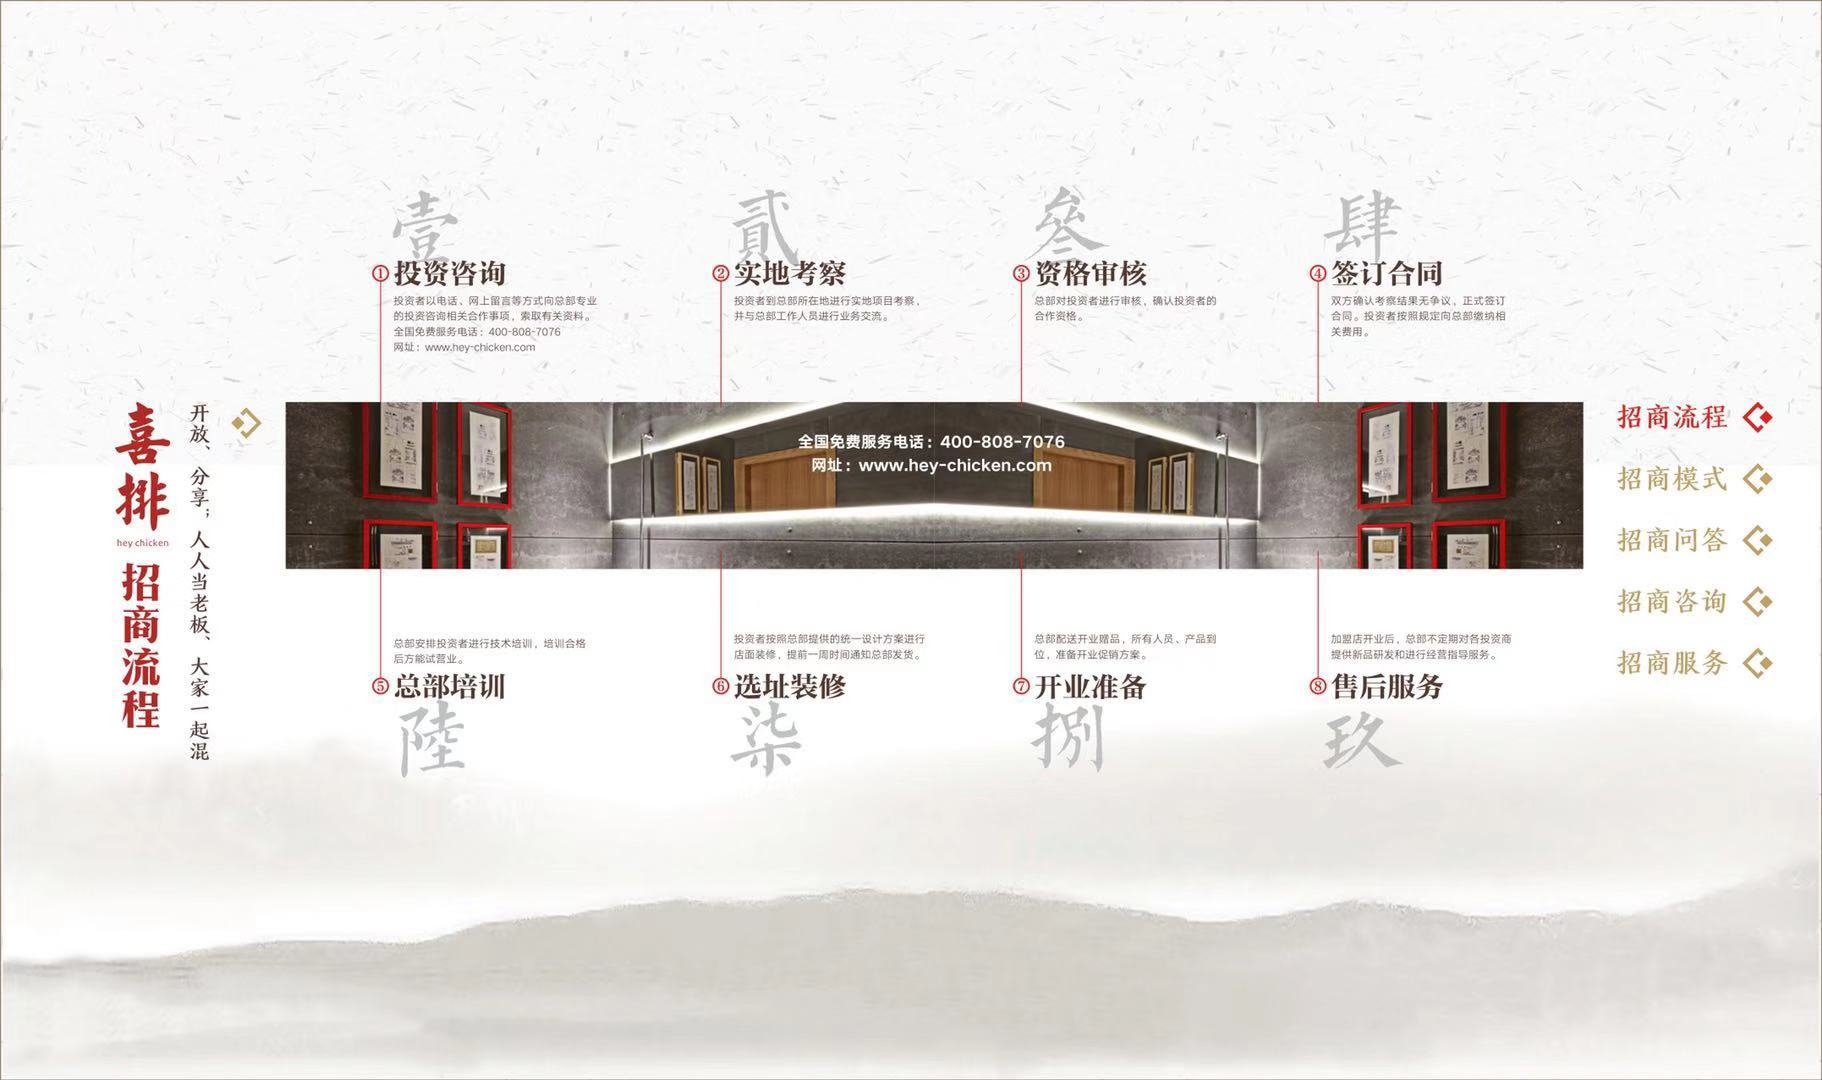 喜排
hey chicken
招商流程
开放、分享；人人当老板、大家一起混
壹
①投资咨询
投资者以电话、网上留言等方式向总部专业
的投资咨询相关合作事项，索取有关资料。
全国免费服务电话：400-808-7076
网址：www.hey-chicken.com
貳
②实地考察
投资者到总部所在地进行实地项目考察，
并与总部工作人员进行业务交流。
叄
③资格审核
总部对投资者进行审核，确认投资者的
合作资格。
肆
④签订合同
双方确认考察结果无争议，正式签订
合同。投资者按照规定向总部缴纳相
关费用。
全国免费服务电话：400-808-7076
网址：www.hey-chicken.com
总部安排投资者进行技术培训，培训合格
后方能试营业。
⑤总部培训
陸
投资者按照总部提供的统一设计方案进行
店面装修，提前一周时间通知总部发货。
⑥选址装修
柒
总部配送开业赠品，所有人员、产品到
位，准备开业促销方案。
⑦开业准备
捌
加盟店开业后，总部不定期对各投资商
提供新品研发和进行经营指导服务。
⑧售后服务
玖
招商流程
招商模式
招商问答
招商咨询
招商服务